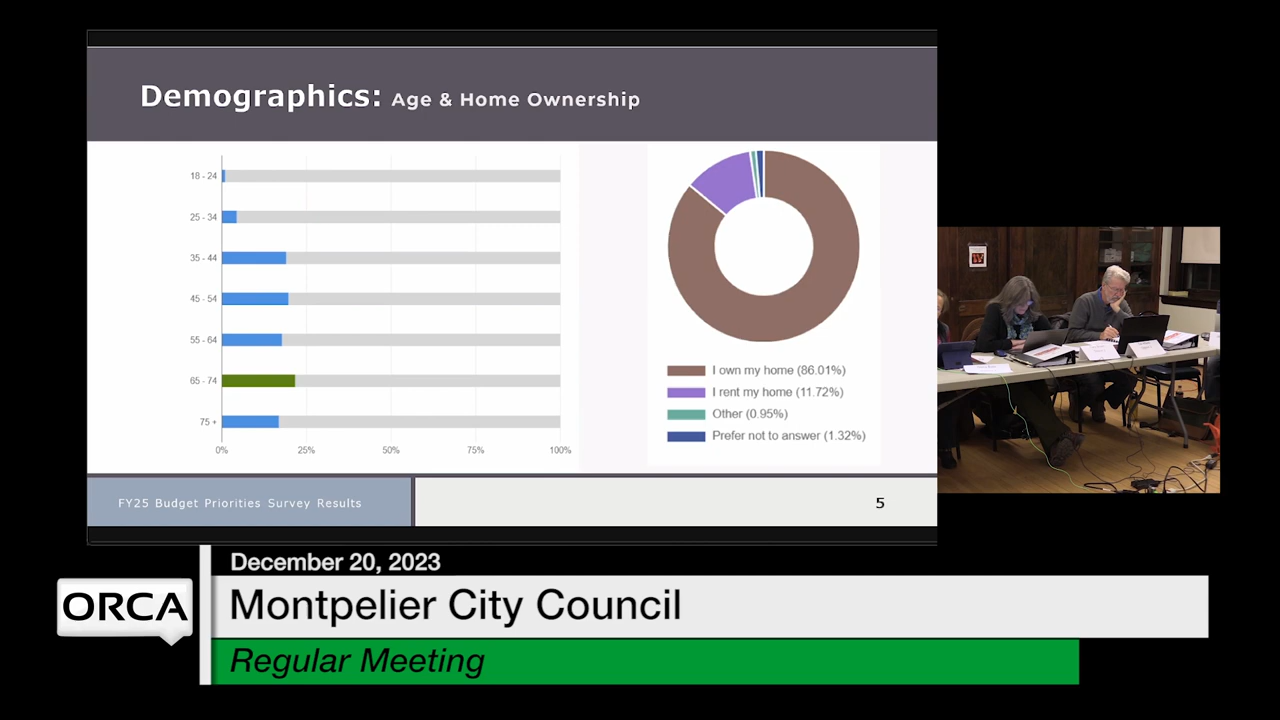 Demographics: Age & Home Ownership
18 - 24
25 - 34
35 - 44
45 - 54
55 - 64
65 - 74
75 +
0% 25% 50% 75% 100%
I own my home (86.01%)
I rent my home (11.72%)
Other (0.95%)
Prefer not to answer (1.32%)
FY25 Budget Priorities Survey Results
5
December 20, 2023
ORCA
Montpelier City Council
Regular Meeting